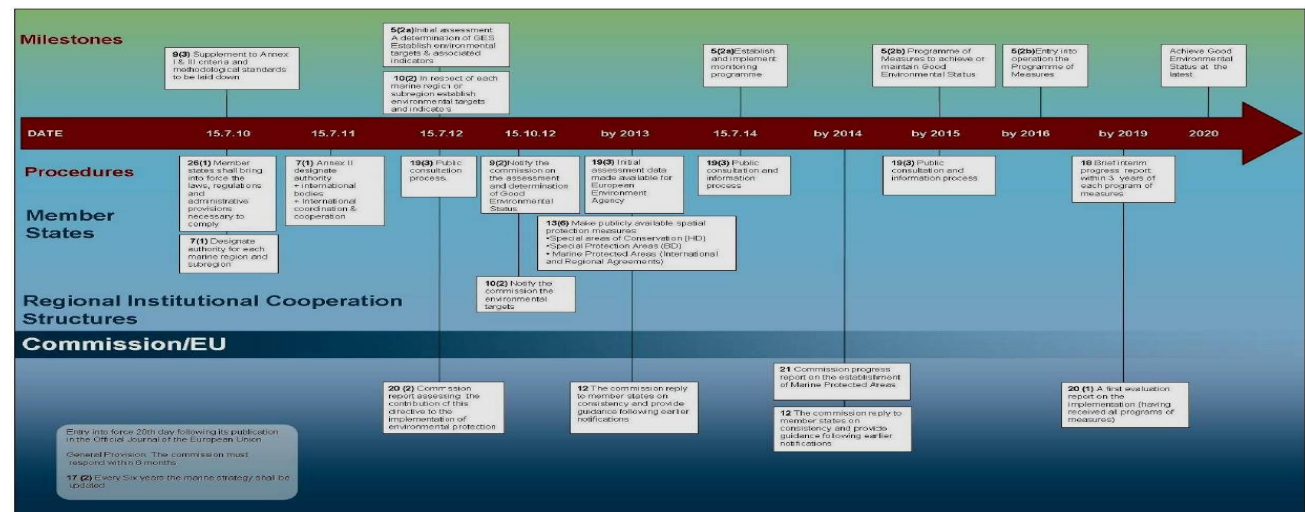 Milestones
9(3) Supplement to Annex
I & III criteria and
methodological standards
to be laid down
5(2a)Initial assessment
A determination of GES
Establish environmental
targets & associated
indicators
10(2) In respect of each
marine region or
subregion establish
environmental targets
and indicators
5(2a)Establish
and implement
monitoring
programme
5(2b) Programme of
Measures to achieve or
maintain Good
Environmental Status
5(2b)Entry into
operation the
Programme of
Measures
Achieve Good
Environmental
Status at the
latest
DATE
15.7.10
15.7.11
15.7.12
15.10.12
by 2013
15.7.14
by 2014
by 2015
by 2016
by 2019
2020
Procedures
Member
States
26(1) Member
states shall bring
into force the
laws, regulations
and
administrative
provisions
necessary to
comply
7(1) Designate
authority for each
marine region and
subregion
7(1) Annex II
designate
authority
+ international
bodies
+ International
coordination &
cooperation
19(3) Public
consultation
process.
9(2)Notify the
commission on
the assessment
and determination
of Good
Environmental
Status
19(3) Initial
assessment data
made available for
European
Environment
Agency
13(6) Make publicly available spatial
protection measures:
•Special areas of Conservation (HD)
•Special Protection Areas (BD)
• Marine Protected Areas (International
and Regional Agreements)
10(2) Notify the
commission the
environmental
targets
19(3) Public
consultation and
information
process
19(3) Public
consultation and
information process
18 Brief interim
progress report
within 3 years of
each program of
measures
Regional Institutional Cooperation
Structures
Commission/EU
20 (2) Commission
report assessing the
contribution of this
directive to the
implementation of
environmental protection
12 The commission reply
to member states on
consistency and provide
guidance following earlier
notifications
21 Commission progress
report on the establishment
of Marine Protected Areas
12 The commission reply to
member states on
consistency and provide
guidance following earlier
notifications
20 (1) A first evaluation
report on the
implementation (having
received all programs of
measures)
Entry into force 20th day following its publication
in the Official Journal of the European Union
General Provision: The commission must
respond within 6 months
17 (2) Every Six years the marine strategy shall be
updated